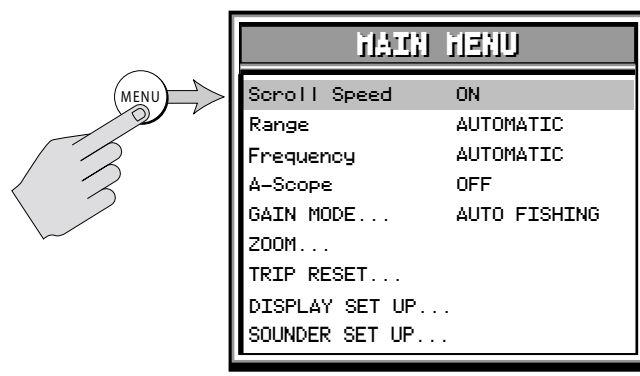 MAIN MENU
MENU
Scroll Speed ON
Range AUTOMATIC
Frequency AUTOMATIC
A-Scope OFF
GAIN MODE... AUTO FISHING
ZOOM...
TRIP RESET...
DISPLAY SET UP...
SOUNDER SET UP...